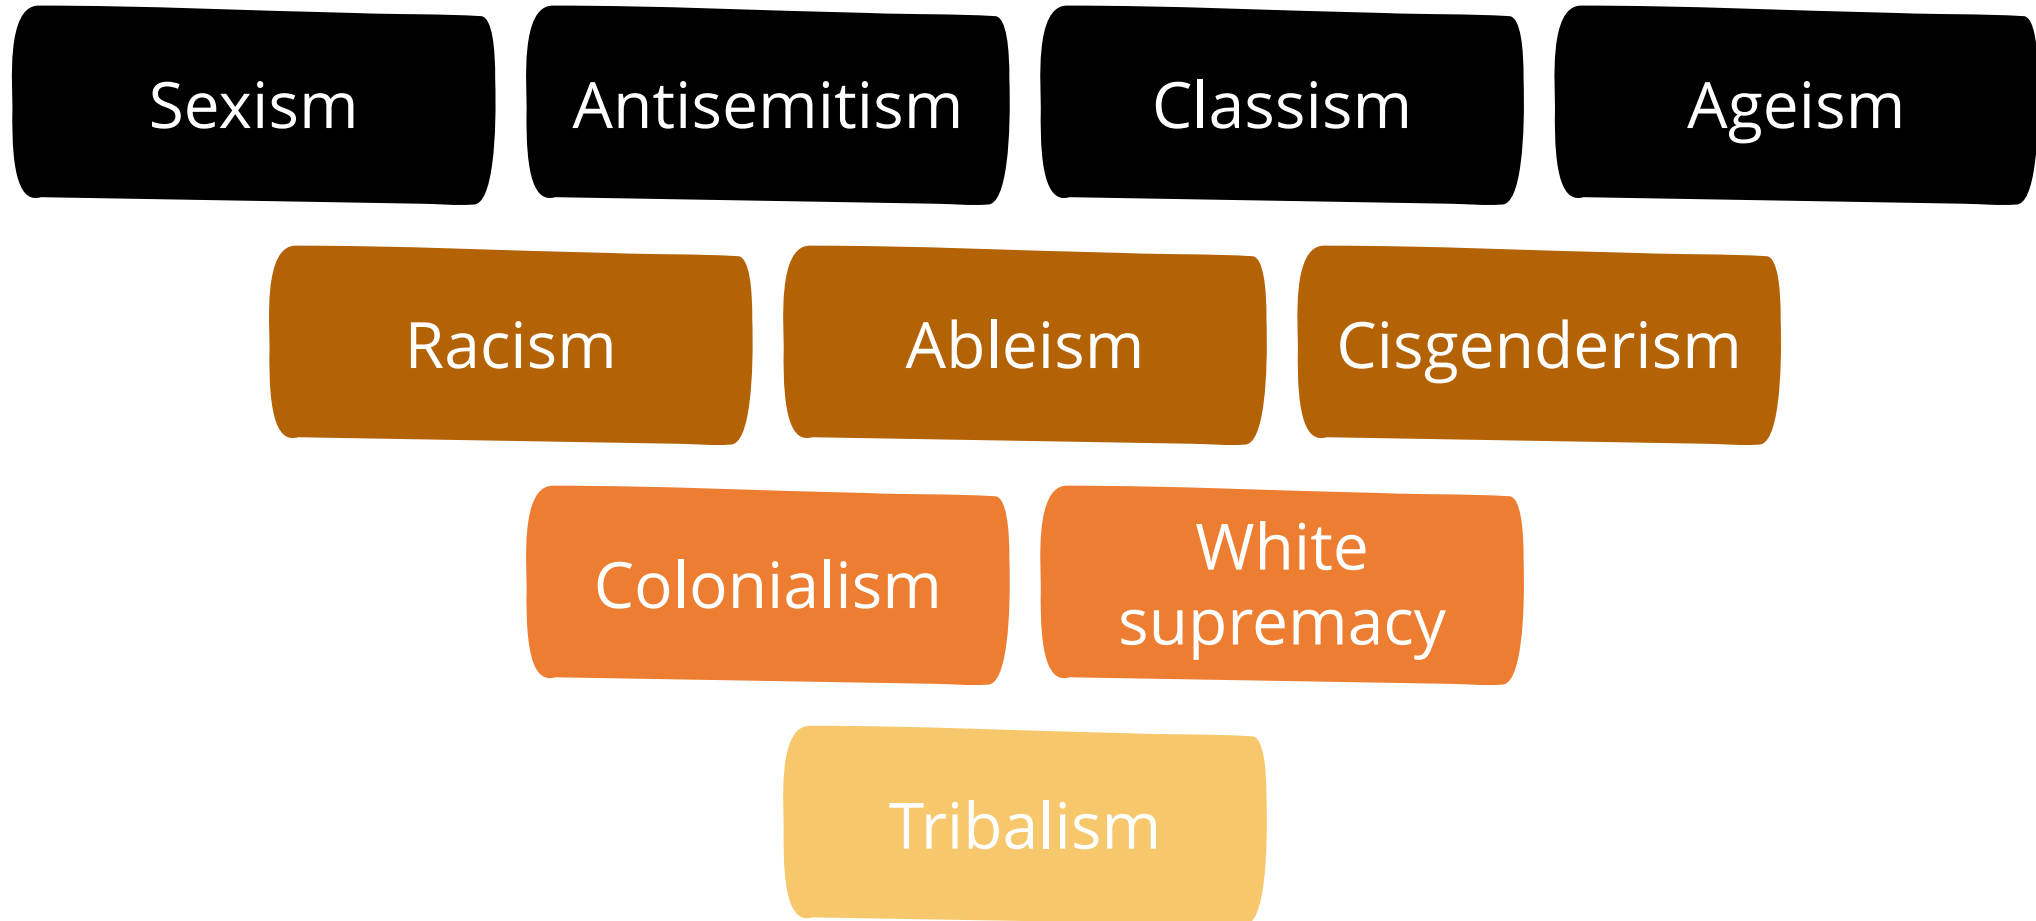 Sexism
Antisemitism
Classism
Ageism
Racism
Ableism
Cisgenderism
Colonialism
White
supremacy
Tribalism